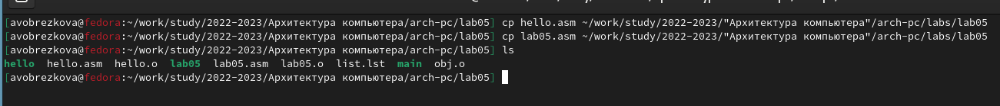 [avobrezkova@fedora:~/work/study/2022-2023/Архитектура компьютера/arch-pc/lab05] cp hello.asm ~/work/study/2022-2023/"Архитектура компьютера"/arch-pc/labs/lab05
[avobrezkova@fedora:~/work/study/2022-2023/Архитектура компьютера/arch-pc/lab05] cp lab05.asm ~/work/study/2022-2023/"Архитектура компьютера"/arch-pc/labs/lab05
[avobrezkova@fedora:~/work/study/2022-2023/Архитектура компьютера/arch-pc/lab05] ls
hello hello.asm hello.o lab05 lab05.asm lab05.o list.lst main obj.o
[avobrezkova@fedora:~/work/study/2022-2023/Архитектура компьютера/arch-pc/lab05]